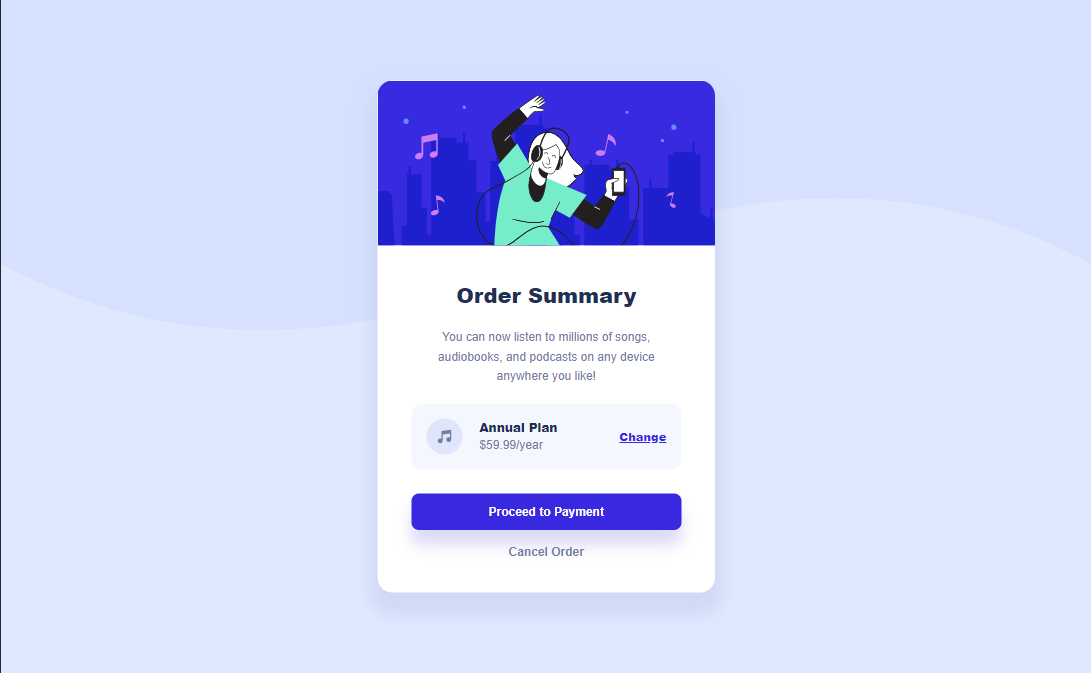 Order Summary
You can now listen to millions of songs,
audiobooks, and podcasts on any device
anywhere you like!
Annual Plan
$59.99/year
Change
Proceed to Payment
Cancel Order